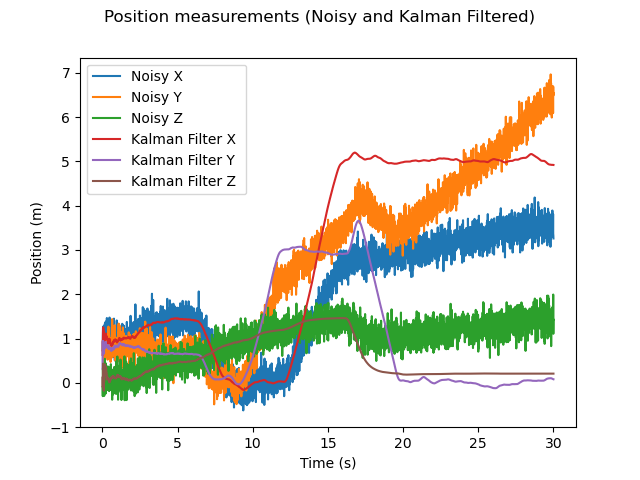 Position measurements (Noisy and Kalman Filtered)
Noisy X
Noisy Y
Noisy Z
Kalman Filter X
Kalman Filter Y
Kalman Filter Z
Position (m)
7
6
5
4
3
2
1
0
−1
0 5 10 15 20 25 30
Time (s)